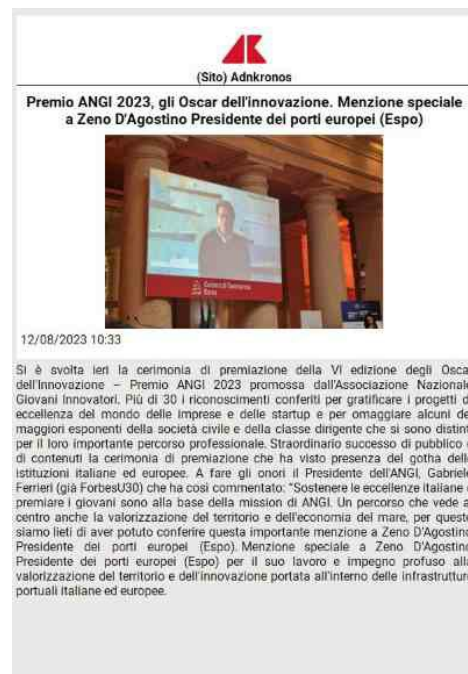 (Sito) Adnkronos
Premio ANGI 2023, gli Oscar dell'innovazione. Menzione speciale
a Zeno D'Agostino Presidente dei porti europei (Espo)
12/08/2023 10:33
Si è svolta ieri la cerimonia di premiazione della VI edizione degli Osca
dell'Innovazione – Premio ANGI 2023 promossa dall'Associazione Nazionale
Giovani Innovatori. Più di 30 i riconoscimenti conferiti per gratificare i progetti d
eccellenza del mondo delle imprese e delle startup e per omaggiare alcuni de
maggiori esponenti della società civile e della classe dirigente che si sono distint
per il loro importante percorso professionale. Straordinario successo di pubblico e
di contenuti la cerimonia di premiazione che ha visto presenza del gotha delle
istituzioni italiane ed europee. A fare gli onori il Presidente dell'ANGI, Gabriele
Ferrieri (già ForbesU30) che ha così commentato: "Sostenere le eccellenze italiane e
premiare i giovani sono alla base della mission di ANGI. Un percorso che vede a
centro anche la valorizzazione del territorio e dell'economia del mare, per questo
siamo lieti di aver potuto conferire questa importante menzione a Zeno D'Agostino
Presidente dei porti europei (Espo). Menzione speciale a Zeno D'Agostino
Presidente dei porti europei (Espo) per il suo lavoro e impegno profuso alla
valorizzazione del territorio e dell'innovazione portata all'interno delle infrastruttur
portuali italiane ed europee.